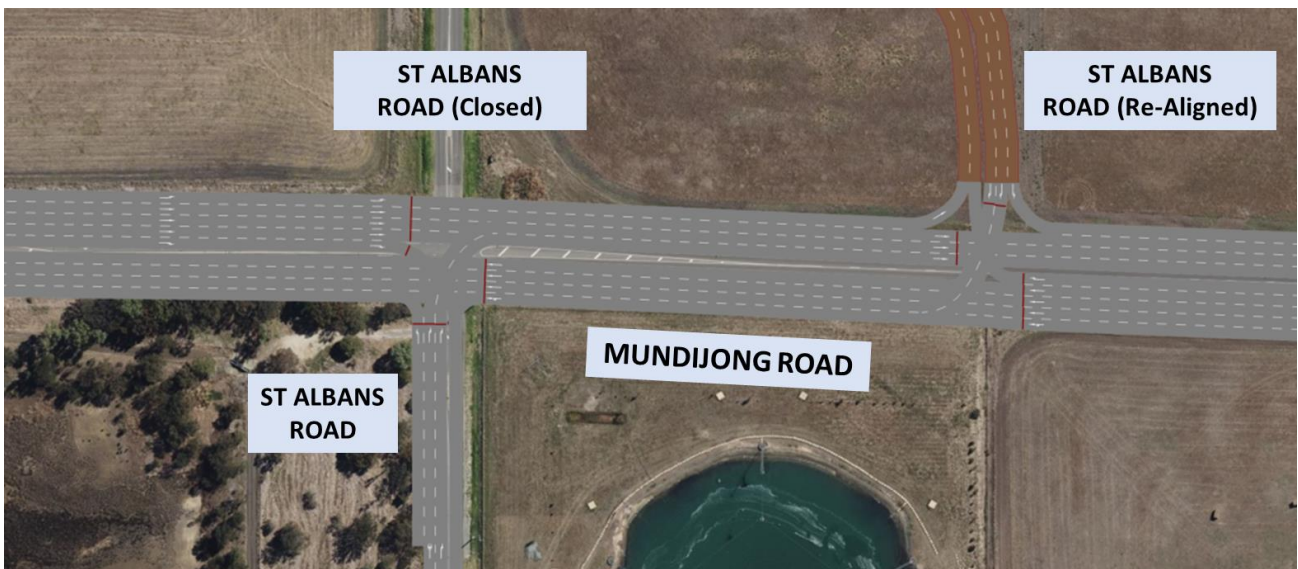 ST ALBANS
ROAD (Closed)
ST ALBANS
ROAD (Re-Aligned)
MUNDIJONG ROAD
ST ALBANS
ROAD